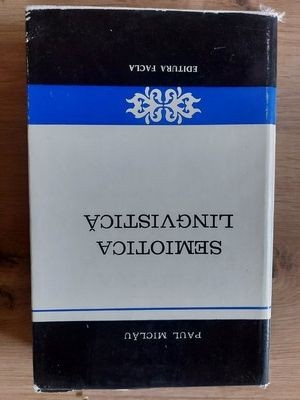 PAUL MICLĂU
SEMIOTICA
LINGVISTICĂ
EDITURA FACLA